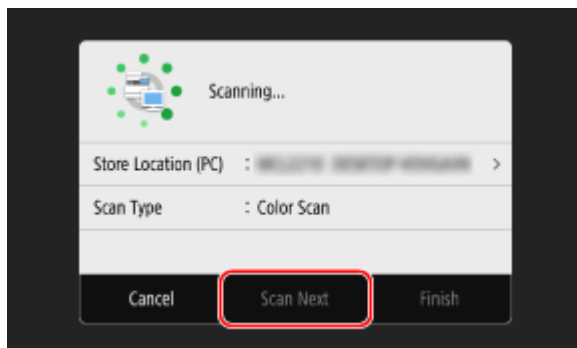 Scanning...
Store Location (PC) :
Scan Type : Color Scan
Cancel Scan Next Finish